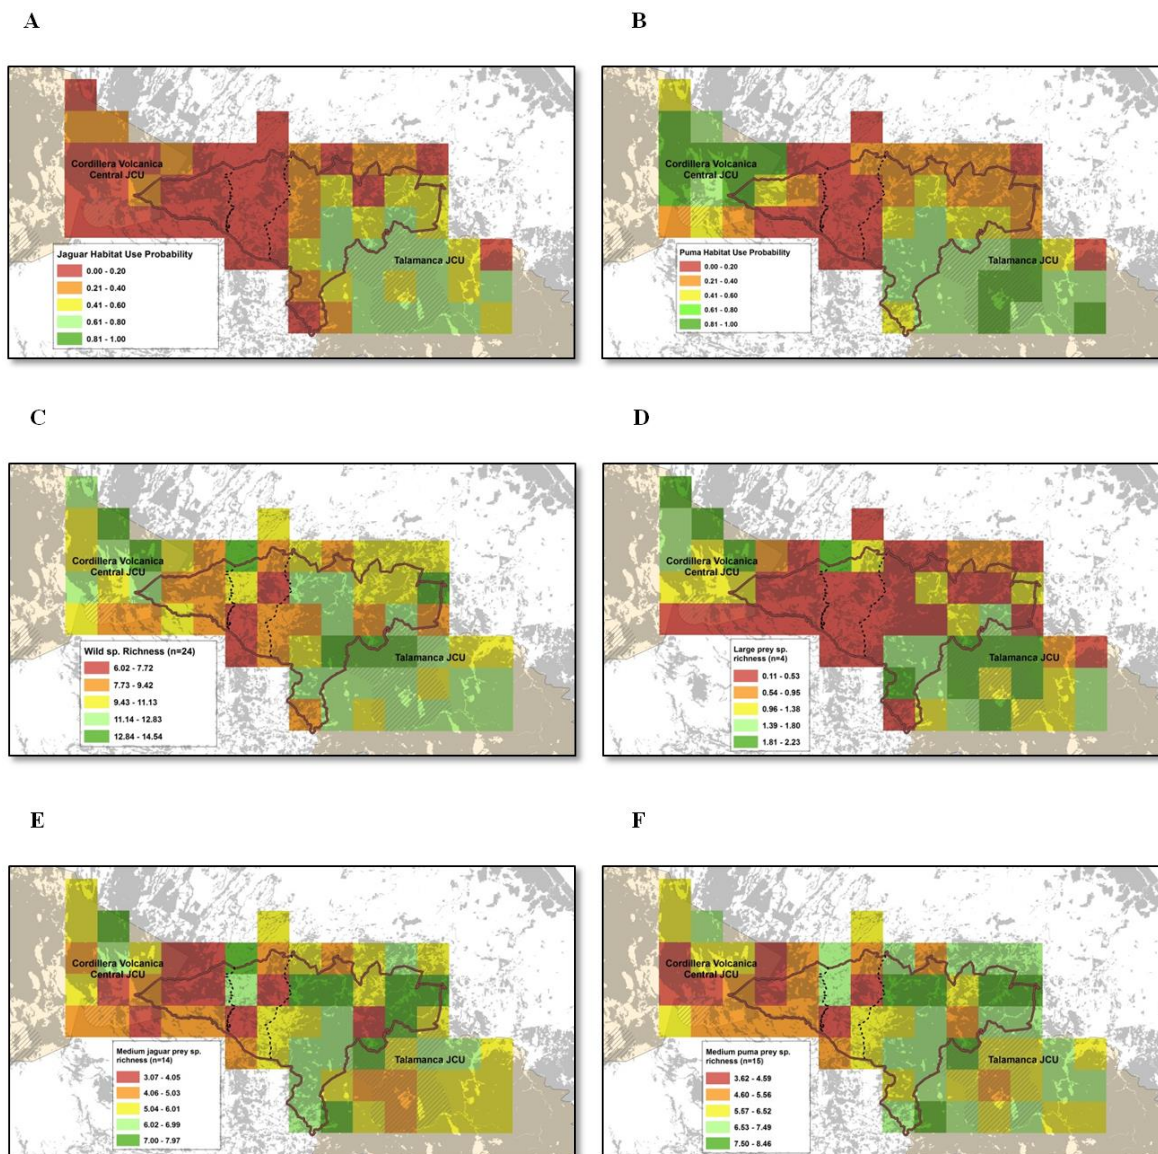 A
B
Cordillera Volcanica
Central JCU
Talamanca JCU
Jaguar Habitat Use Probability
0.00 - 0.20
0.21 - 0.40
0.41 - 0.60
0.61 - 0.80
0.81 - 1.00
Cordillera Volcanica
Central JCU
Talamanca JCU
Puma Habitat Use Probability
0.00 - 0.20
0.21 - 0.40
0.41 - 0.60
0.61 - 0.80
0.81 - 1.00
C
D
Cordillera Volcanica
Central JCU
Talamanca JCU
Wild sp. Richness (n=24)
6.02 - 7.72
7.73 - 9.42
9.43 - 11.13
11.14 - 12.83
12.84 - 14.54
Cordillera Volcanica
Central JCU
Talamanca JCU
Large prey sp.
richness (n=4)
0.11 - 0.53
0.54 - 0.95
0.96 - 1.38
1.39 - 1.80
1.81 - 2.23
E
F
Cordillera Volcanica
Central JCU
Talamanca JCU
Medium jaguar prey sp.
richness (n=14)
3.07 - 4.05
4.06 - 5.03
5.04 - 6.01
6.02 - 6.99
7.00 - 7.97
Cordillera Volcanica
Central JCU
Talamanca JCU
Medium puma prey sp.
richness (n=15)
3.62 - 4.59
4.60 - 5.56
5.57 - 6.52
6.53 - 7.49
7.50 - 8.46